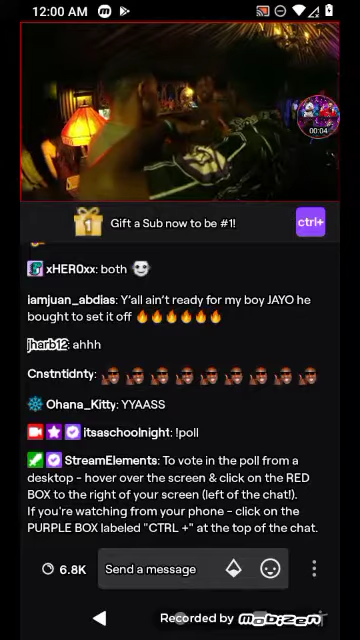 12:00 AM
00:04
1 Gift a Sub now to be #1! ctrl+
xHER0xx: both
iamjuan_abdias: Y'all ain't ready for my boy JAYO he
bought to set it off 🔥🔥🔥🔥🔥🔥
jharb12: ahhh
Cnstntidnty:
Ohana_Kitty: YYAASS
itsaschoolnight: !poll
StreamElements: To vote in the poll from a
desktop - hover over the screen & click on the RED
BOX to the right of your screen (left of the chat!).
If you're watching from your phone - click on the
PURPLE BOX labeled "CTRL +" at the top of the chat.
6.8K Send a message
Recorded by mobizen